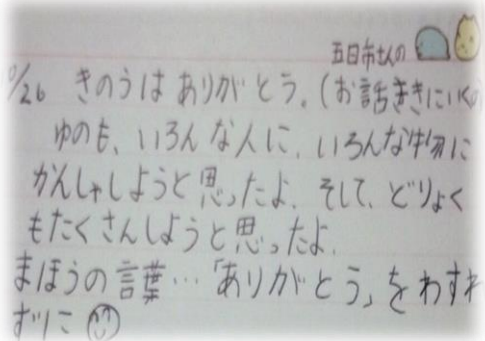 五日市さんの
0/26 きのうは ありがとう。(お話ききにいくの
ゆのも、いろんな人に、いろんな物に
かんしゃしようと思ったよ。そして、どりょく
もたくさんしようと思ったよ。
まほうの言葉…「ありがとう」をわすれ
ずに